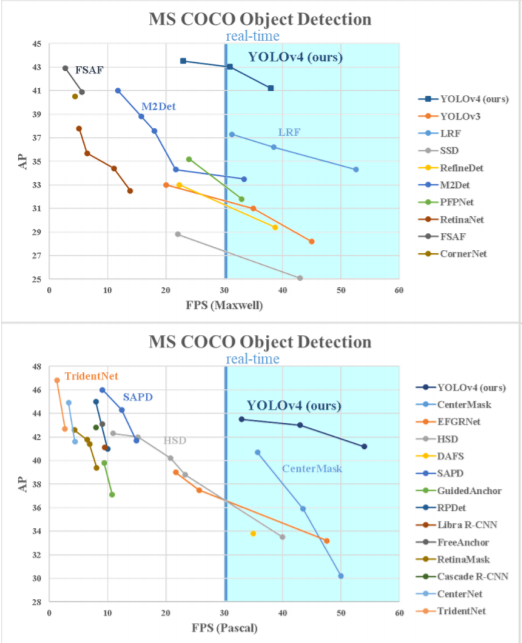 MS COCO Object Detection
real-time
45
43
41
39
37
35
33
31
29
27
25
AP
FSAF
M2Det
YOLOv4 (ours)
LRF
0 10 20 30 40 50 60
FPS (Maxwell)
YOLOv4 (ours)
YOLOv3
LRF
SSD
RefineDet
M2Det
PFPNet
RetinaNet
FSAF
CornerNet
MS COCO Object Detection
real-time
48
46
44
42
40
38
36
34
32
30
28
AP
TridentNet
SAPD
HSD
YOLOv4 (ours)
CenterMask
0 10 20 30 40 50 60
FPS (Pascal)
YOLOv4 (ours)
CenterMask
EFGRNet
HSD
DAFS
SAPD
GuidedAnchor
RPDet
Libra R-CNN
FreeAnchor
RetinaMask
Cascade R-CNN
CenterNet
TridentNet